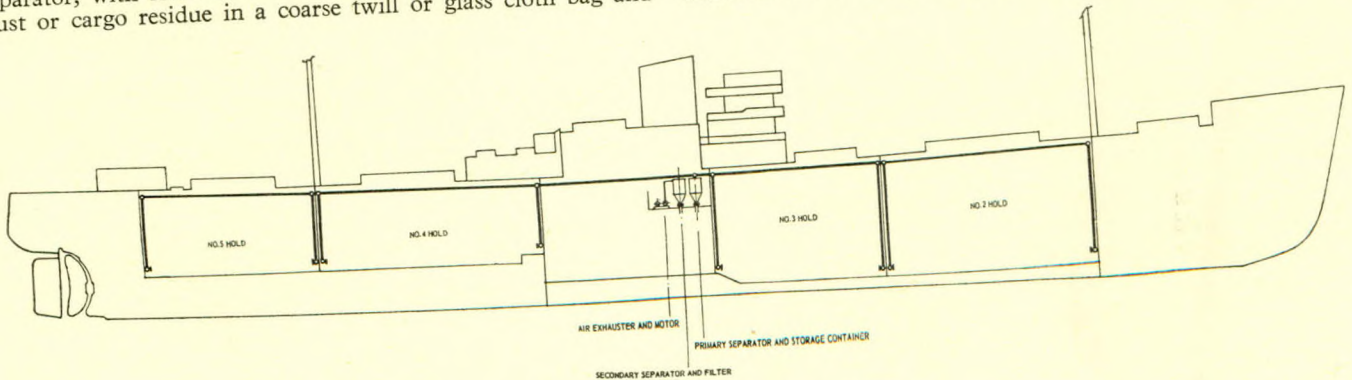 ust or cargo residue in a coarse twill or glass cloth bag and
NO.5 HOLD
NO.4 HOLD
NO.3 HOLD
NO.2 HOLD
AIR EXHAUSTER AND MOTOR
PRIMARY SEPARATOR AND STORAGE CONTAINER
SECONDARY SEPARATOR AND FILTER